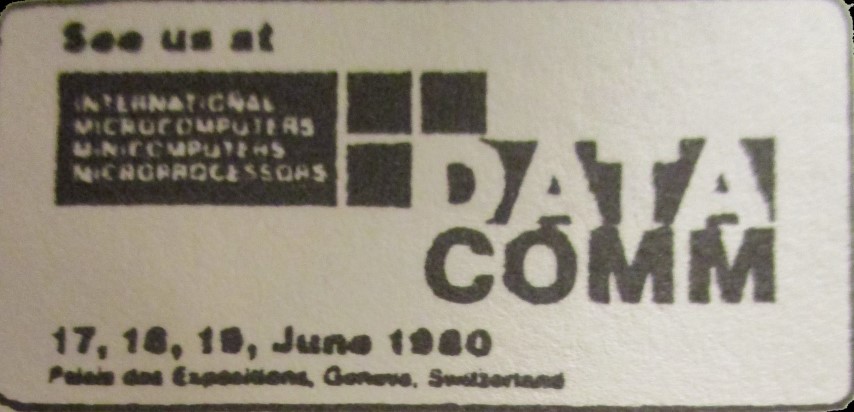 See us at
INTERNATIONAL
MICROCOMPUTERS
MINICOMPUTERS
MICROPROCESSORS
DATA
COMM
17, 18, 19, June 1980
Palais des Expositions, Geneva, Switzerland